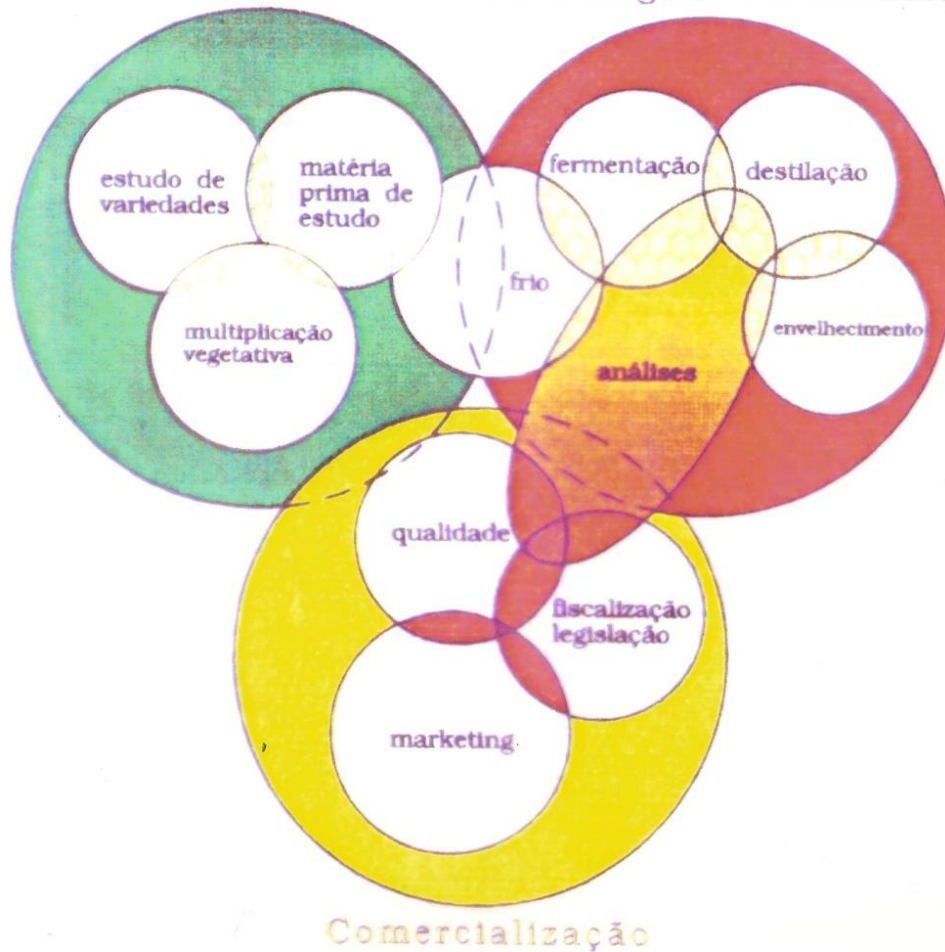 fermentação
destilação
estudo de
variedades
matéria
prima de
estudo
frio
multiplicação
vegetativa
envelhecimento
análises
qualidade
fiscalização
legislação
marketing
Comercialização